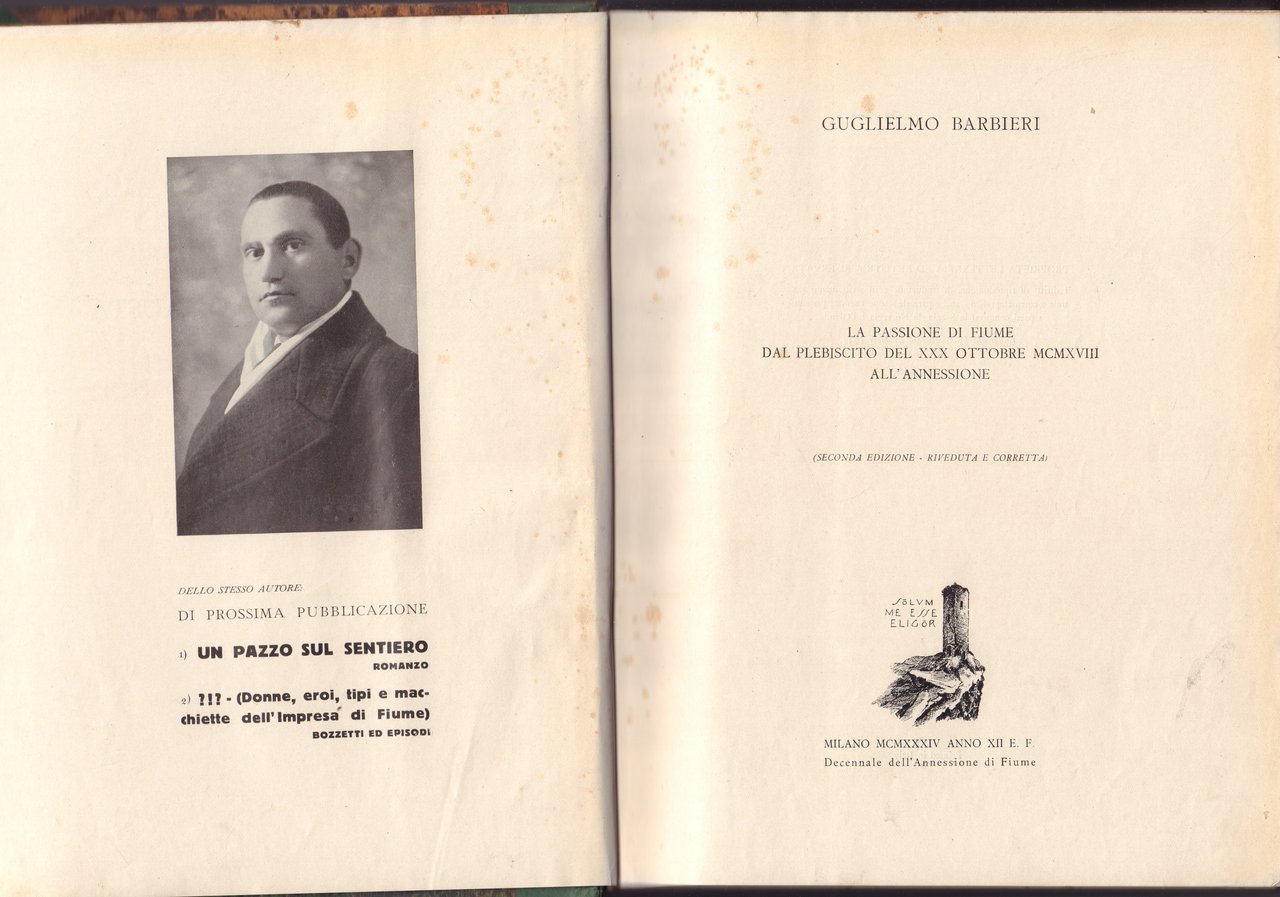 DELLO STESSO AUTORE:
DI PROSSIMA PUBBLICAZIONE
1) UN PAZZO SUL SENTIERO
ROMANZO
2) ?!? - (Donne, eroi, tipi e mac-
chiette dell'Impresa di Fiume)
BOZZETTI ED EPISODI
GUGLIELMO BARBIERI
LA PASSIONE DI FIUME
DAL PLEBISCITO DEL XXX OTTOBRE MCMXVIII
ALL'ANNESSIONE
(SECONDA EDIZIONE - RIVEDUTA E CORRETTA)
SOLVM
ME ESSE
ELIGOR
MILANO MCMXXXIV ANNO XII E. F.
Decennale dell'Annessione di Fiume